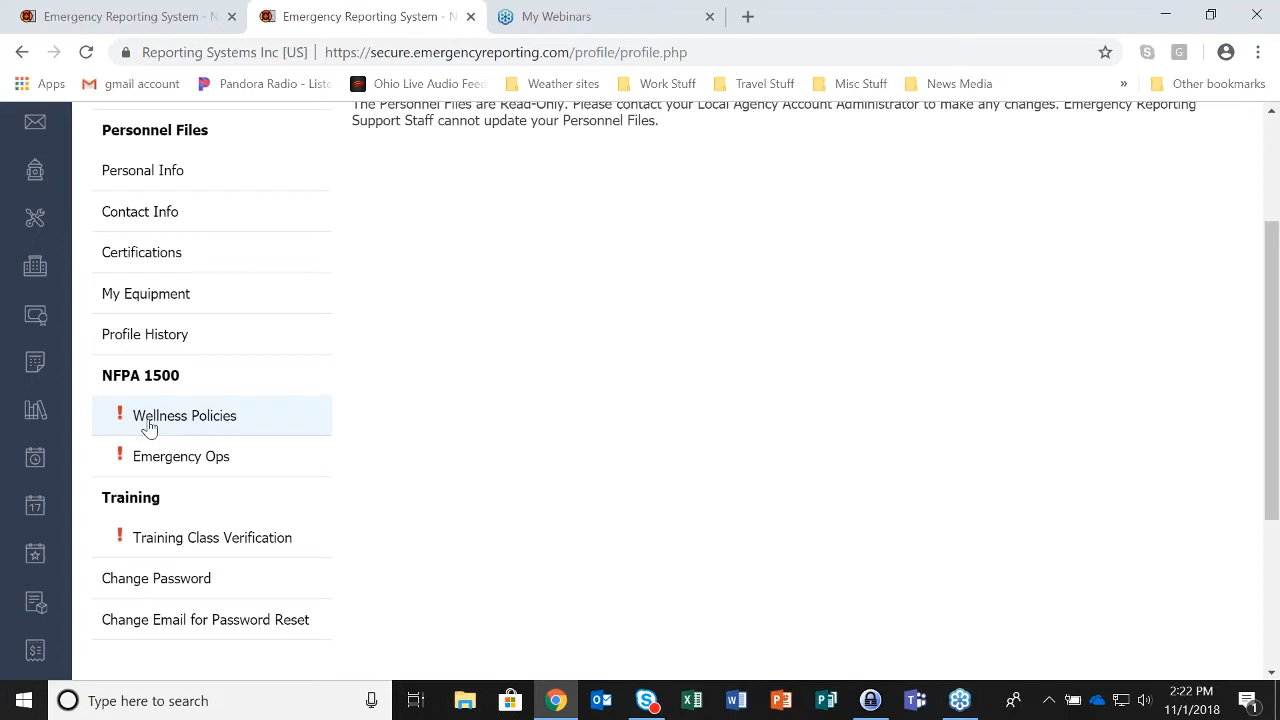 Emergency Reporting System - N
Emergency Reporting System - N
My Webinars
Reporting Systems Inc [US] | https://secure.emergencyreporting.com/profile/profile.php
Apps
gmail account
Pandora Radio - Liste
Ohio Live Audio Feed
Weather sites
Work Stuff
Travel Stuff
Misc Stuff
News Media
»
Other bookmarks
The Personnel Files are Read-Only. Please contact your Local Agency Account Administrator to make any changes. Emergency Reporting
Support Staff cannot update your Personnel Files.
Personnel Files
Personal Info
Contact Info
Certifications
My Equipment
Profile History
NFPA 1500
! Wellness Policies
! Emergency Ops
Training
! Training Class Verification
Change Password
Change Email for Password Reset
17
Type here to search
2:22 PM
11/1/2018
1